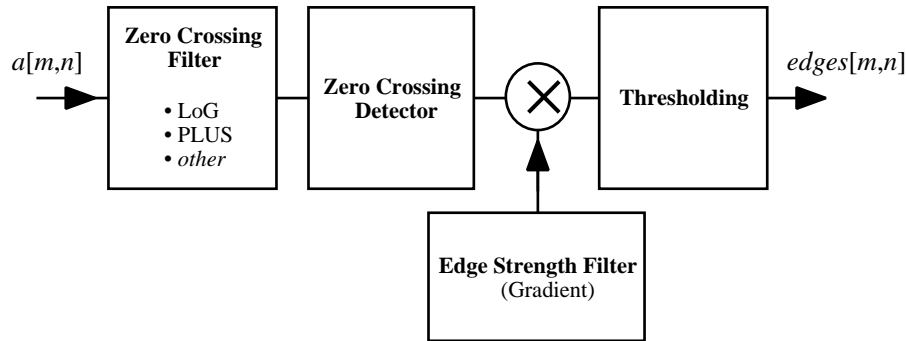 a[m,n]
Zero Crossing
Filter
• LoG
• PLUS
• other
Zero Crossing
Detector
Thresholding
edges[m,n]
Edge Strength Filter
(Gradient)